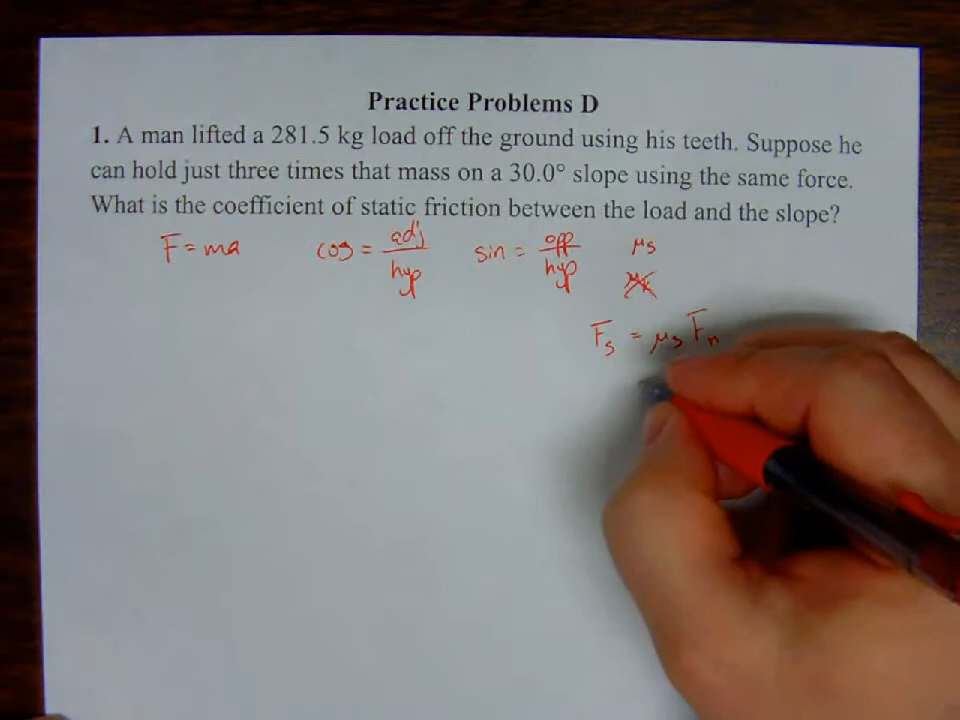 Practice Problems D
1. A man lifted a 281.5 kg load off the ground using his teeth. Suppose he
can hold just three times that mass on a 30.0° slope using the same force.
What is the coefficient of static friction between the load and the slope?
F = ma cos = adj/hyp sin = opp/hyp μs
Fs = μs Fn